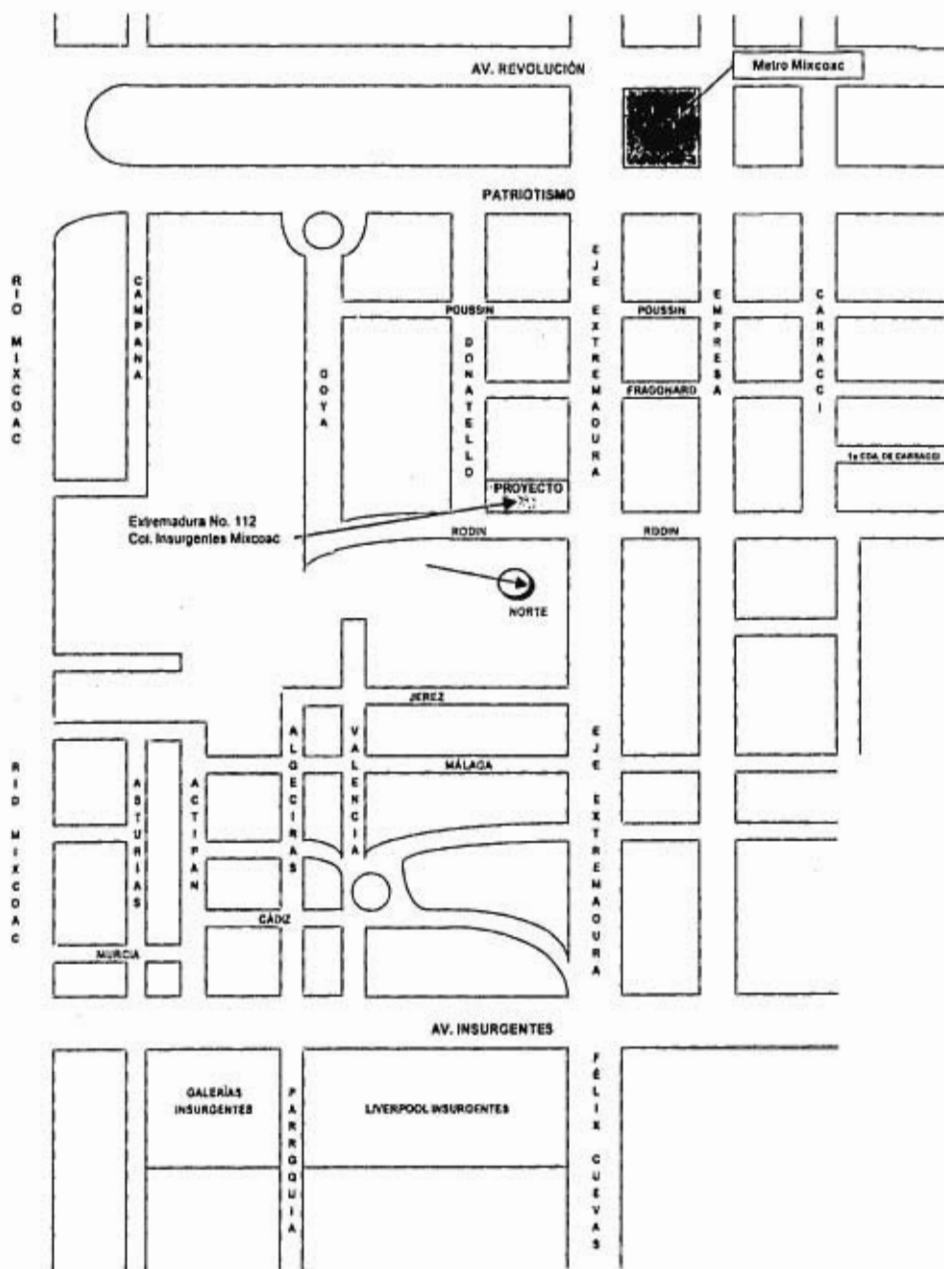 AV. REVOLUCIÓN
Metro Mixcoac
PATRIOTISMO
RIO MIXCOAC
CAMPANA
GOYA
POUSSIN
DONATELLO
EJE EXTREMADURA
POUSSIN
EMPRESA
CARRACCI
FRAGONARD
1a CDA. DE CARRACCI
PROYECTO
Extremadura No. 112
Col. Insurgentes Mixcoac
RODIN
RODIN
NORTE
JEREZ
RIO MIXCOAC
ASTURIAS
ACTIPAN
ALGECIRAS
VALENCIA
MÁLAGA
EJE EXTREMADURA
CÁDIZ
MURCIA
AV. INSURGENTES
GALERÍAS
INSURGENTES
PARROQUIA
LIVERPOOL INSURGENTES
FÉLIX CUEVAS